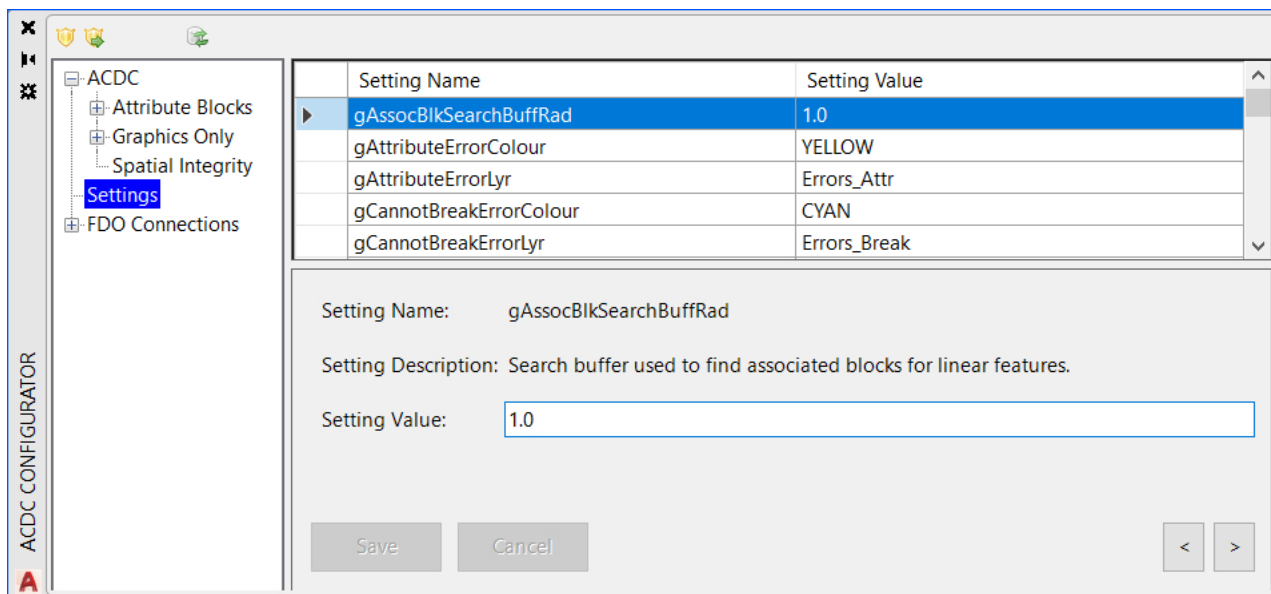 ACDC
Attribute Blocks
Graphics Only
Spatial Integrity
Settings
FDO Connections
Setting Name Setting Value
gAssocBlkSearchBuffRad 1.0
gAttributeErrorColour YELLOW
gAttributeErrorLyr Errors_Attr
gCannotBreakErrorColour CYAN
gCannotBreakErrorLyr Errors_Break
Setting Name: gAssocBlkSearchBuffRad
Setting Description: Search buffer used to find associated blocks for linear features.
Setting Value: 1.0
Save Cancel < >
ACDC CONFIGURATOR
A